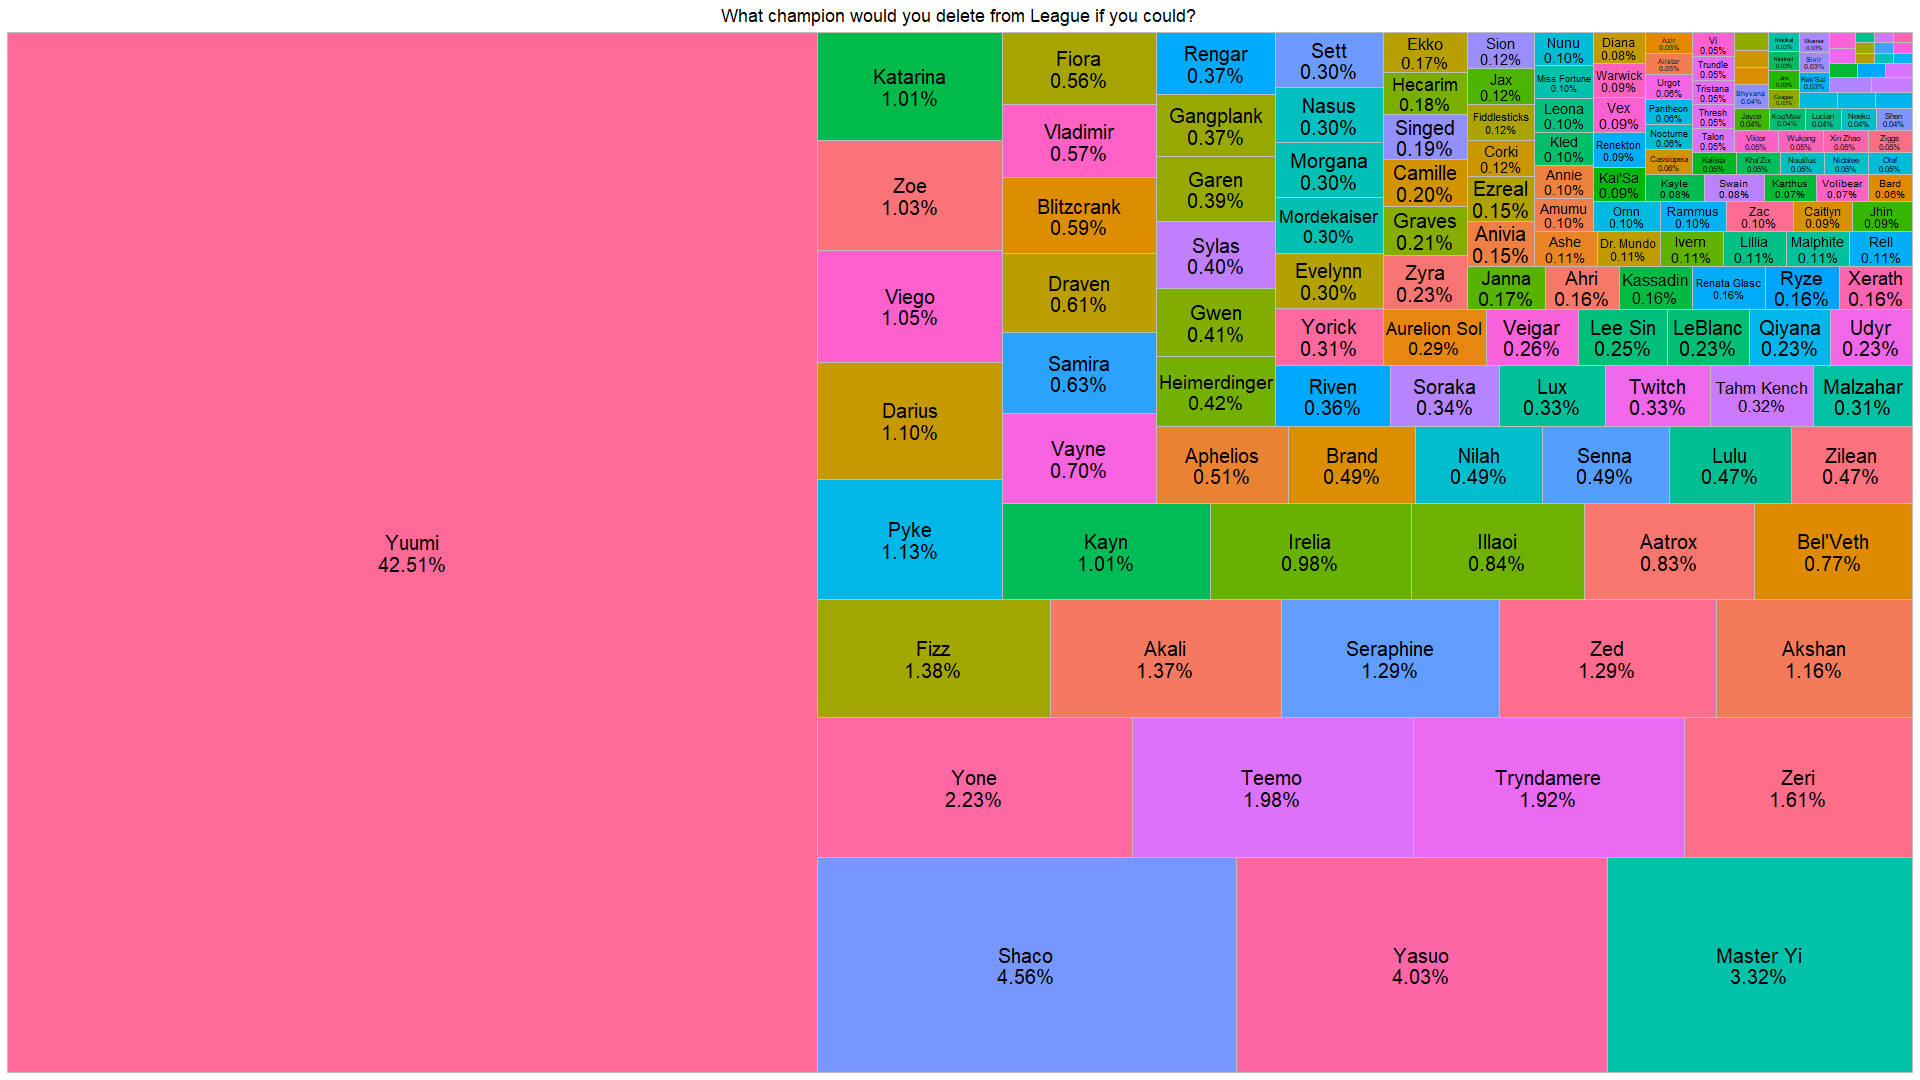 What champion would you delete from League if you could?
Yuumi
42.51%
Katarina
1.01%
Zoe
1.03%
Viego
1.05%
Darius
1.10%
Pyke
1.13%
Fiora
0.56%
Vladimir
0.57%
Blitzcrank
0.59%
Draven
0.61%
Samira
0.63%
Vayne
0.70%
Rengar
0.37%
Gangplank
0.37%
Garen
0.39%
Sylas
0.40%
Gwen
0.41%
Heimerdinger
0.42%
Sett
0.30%
Nasus
0.30%
Morgana
0.30%
Mordekaiser
0.30%
Evelynn
0.30%
Yorick
0.31%
Ekko
0.17%
Hecarim
0.18%
Singed
0.19%
Camille
0.20%
Graves
0.21%
Zyra
0.23%
Sion
0.12%
Jax
0.12%
Fiddlesticks
0.12%
Corki
0.12%
Ezreal
0.15%
Anivia
0.15%
Nunu
0.10%
Miss Fortune
0.10%
Leona
0.10%
Kled
0.10%
Annie
0.10%
Amumu
0.10%
Diana
0.08%
Warwick
0.09%
Vex
0.09%
Renekton
0.09%
Kai'Sa
0.09%
Azir
0.05%
Alistar
0.05%
Urgot
0.06%
Pantheon
0.06%
Nocturne
0.06%
Cassiopeia
0.06%
Vi
0.05%
Trundle
0.05%
Tristana
0.05%
Thresh
0.05%
Talon
0.05%
Shyvana
0.04%
Maokai
0.03%
Kindred
0.03%
Jinx
0.03%
Gragas
0.03%
Skarner
0.03%
Sivir
0.03%
Rek'Sai
0.03%
Jayce
0.04%
Kog'Maw
0.04%
Lucian
0.04%
Neeko
0.04%
Shen
0.04%
Viktor
0.05%
Wukong
0.05%
Xin Zhao
0.05%
Ziggs
0.05%
Kalista
0.05%
Kha'Zix
0.05%
Nautilus
0.05%
Nidalee
0.05%
Olaf
0.05%
Kayle
0.08%
Swain
0.08%
Karthus
0.07%
Volibear
0.07%
Bard
0.06%
Ornn
0.10%
Rammus
0.10%
Zac
0.10%
Caitlyn
0.09%
Jhin
0.09%
Ashe
0.11%
Dr. Mundo
0.11%
Ivern
0.11%
Lillia
0.11%
Malphite
0.11%
Rell
0.11%
Janna
0.17%
Ahri
0.16%
Kassadin
0.16%
Renata Glasc
0.16%
Ryze
0.16%
Xerath
0.16%
Aurelion Sol
0.29%
Veigar
0.26%
Lee Sin
0.25%
LeBlanc
0.23%
Qiyana
0.23%
Udyr
0.23%
Riven
0.36%
Soraka
0.34%
Lux
0.33%
Twitch
0.33%
Tahm Kench
0.32%
Malzahar
0.31%
Aphelios
0.51%
Brand
0.49%
Nilah
0.49%
Senna
0.49%
Lulu
0.47%
Zilean
0.47%
Kayn
1.01%
Irelia
0.98%
Illaoi
0.84%
Aatrox
0.83%
Bel'Veth
0.77%
Fizz
1.38%
Akali
1.37%
Seraphine
1.29%
Zed
1.29%
Akshan
1.16%
Yone
2.23%
Teemo
1.98%
Tryndamere
1.92%
Zeri
1.61%
Shaco
4.56%
Yasuo
4.03%
Master Yi
3.32%